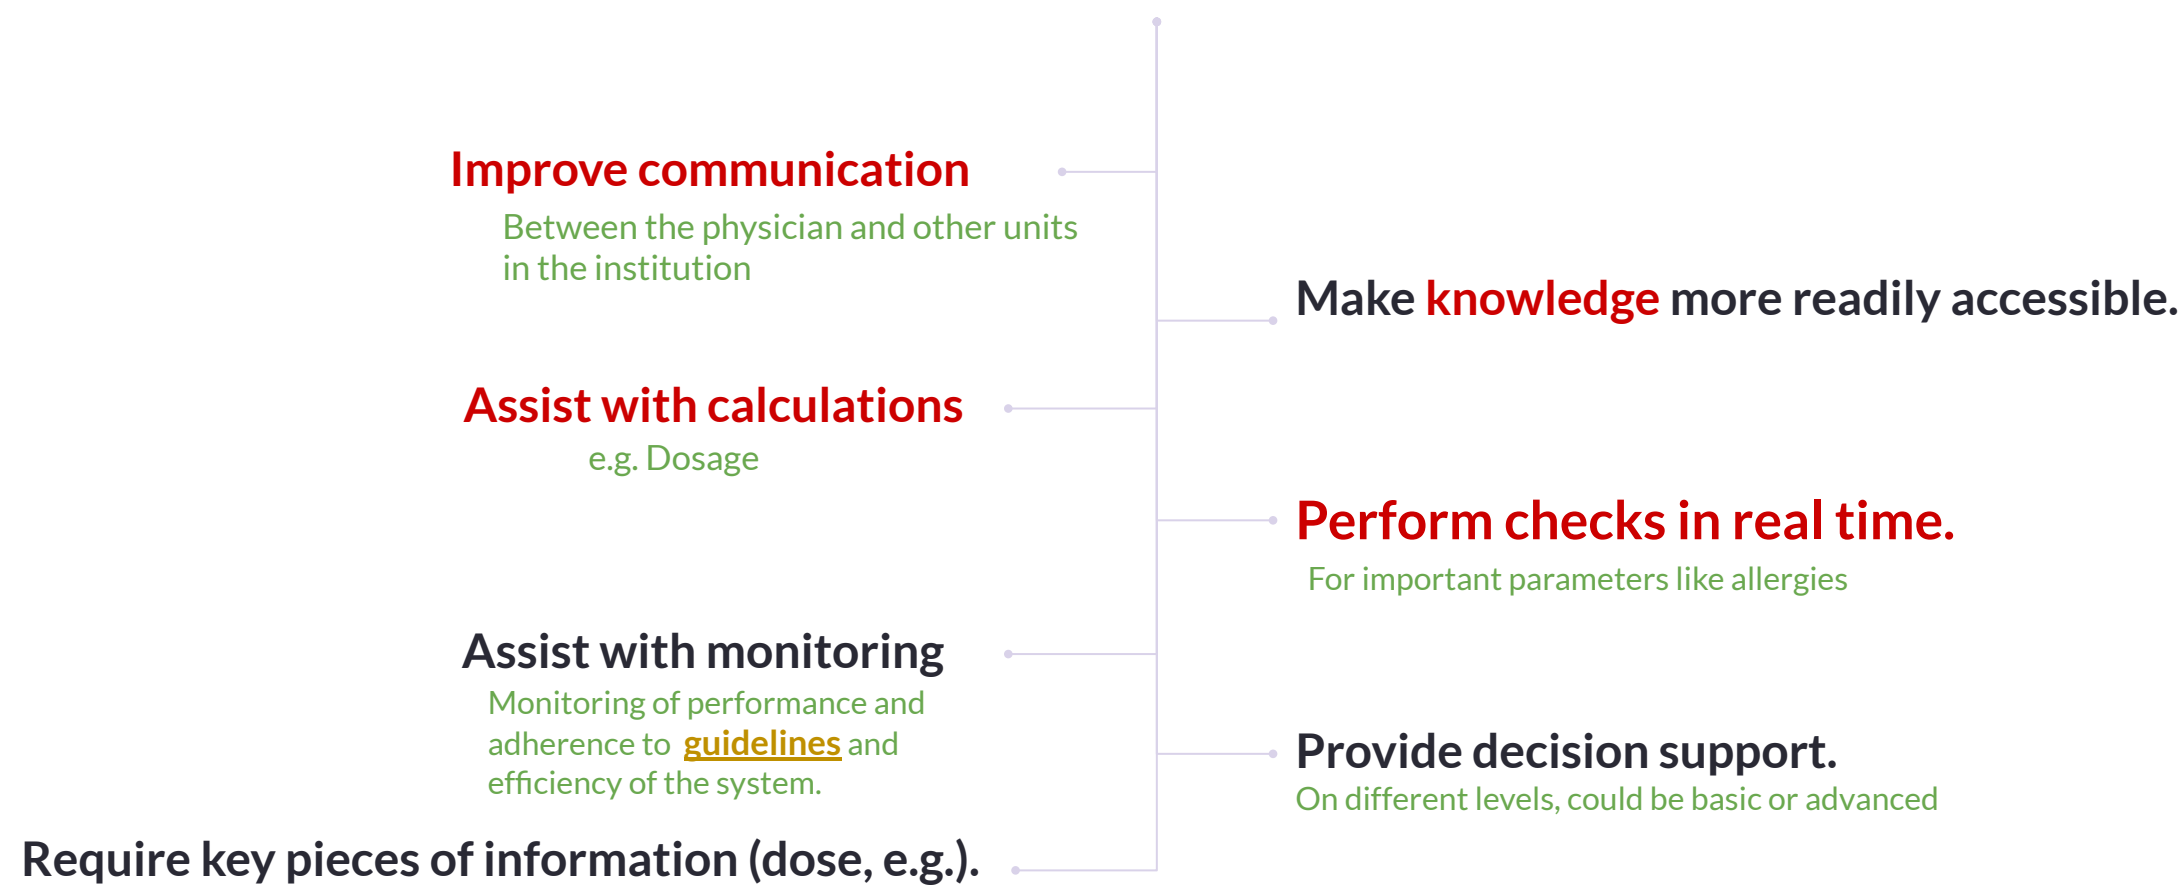 Improve communication
Between the physician and other units
in the institution
Make knowledge more readily accessible.
Assist with calculations
e.g. Dosage
Perform checks in real time.
For important parameters like allergies
Assist with monitoring
Monitoring of performance and
adherence to guidelines and
efficiency of the system.
Provide decision support.
On different levels, could be basic or advanced
Require key pieces of information (dose, e.g.).